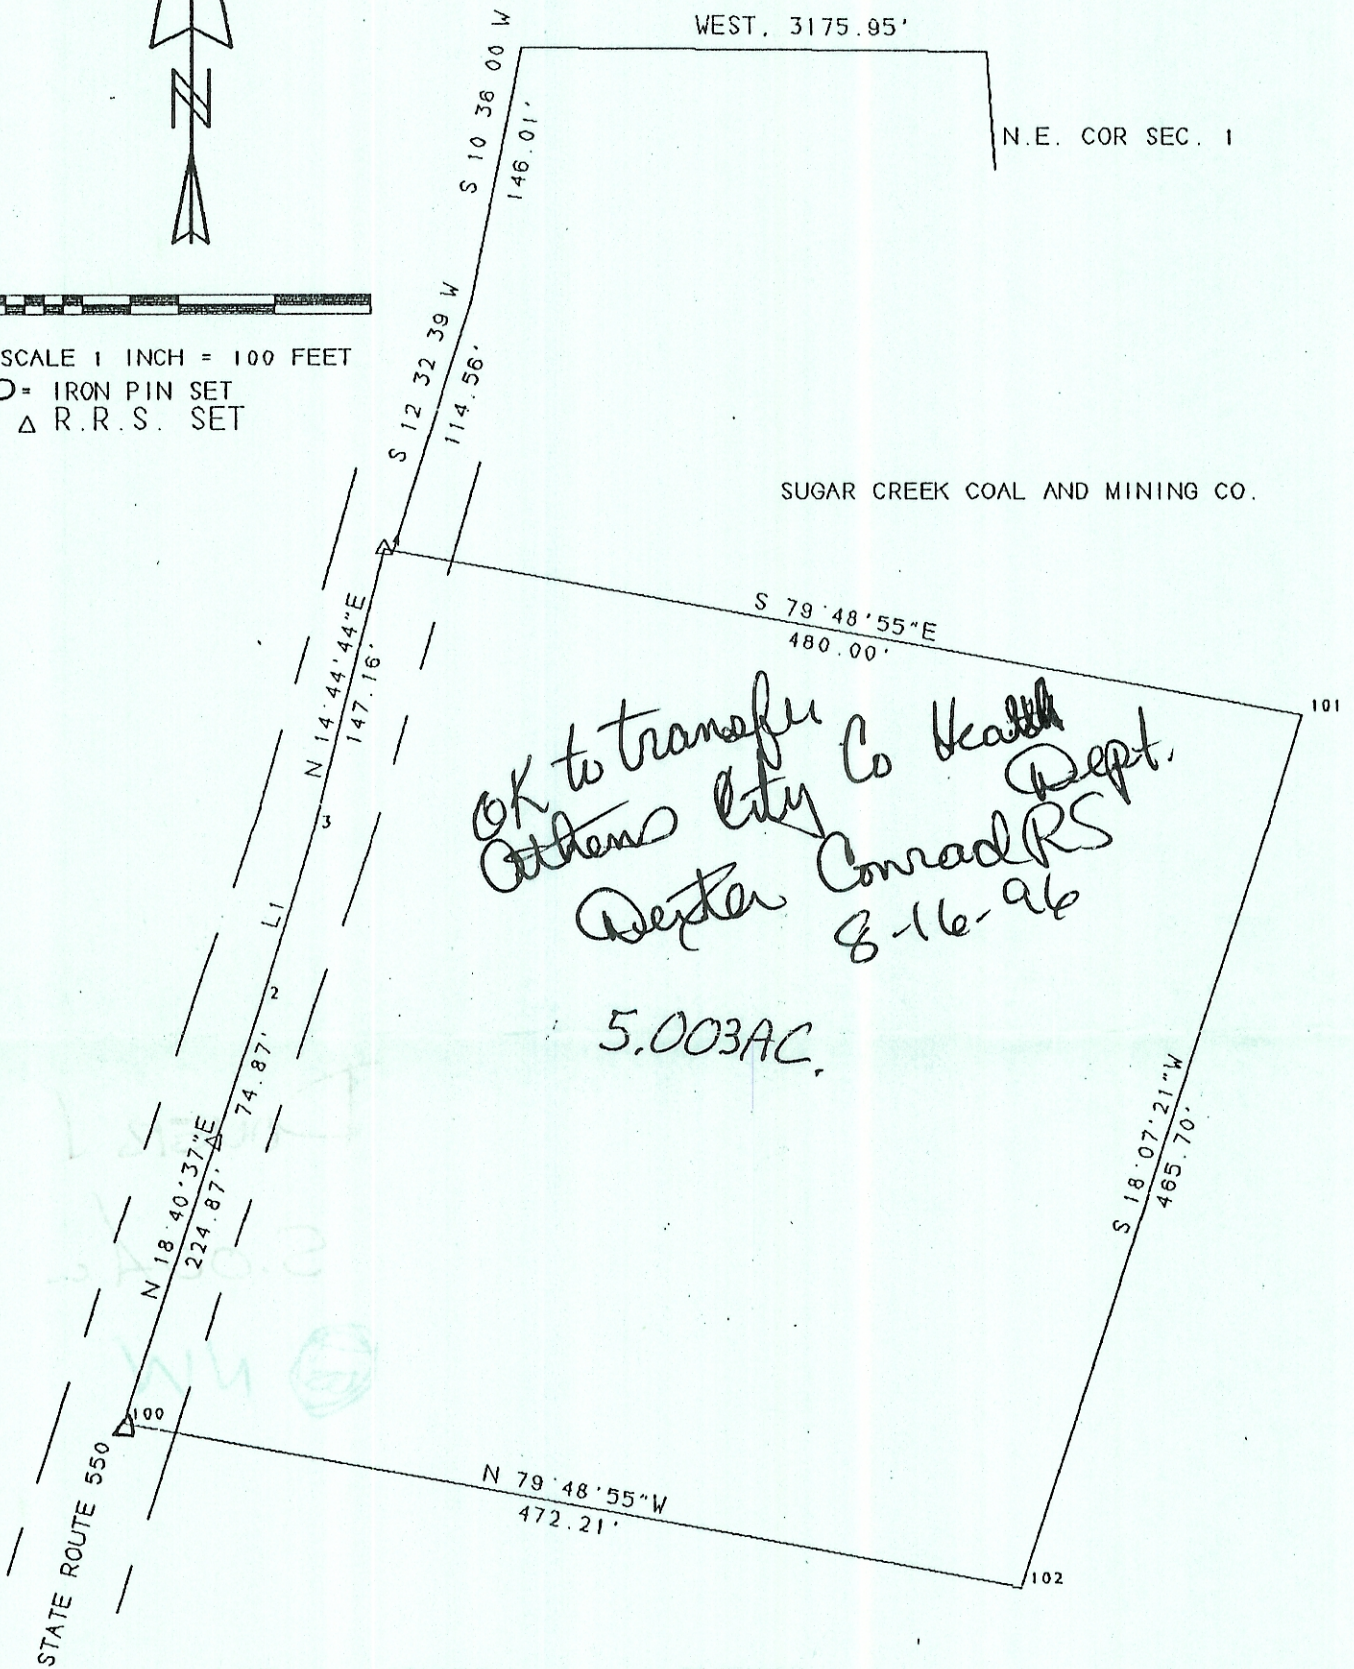 WEST, 3175.95'
N
S 10 36 00 W
146.01'
N.E. COR SEC. 1
S 12 32 39 W
114.56'
SCALE 1 INCH = 100 FEET
O= IRON PIN SET
△ R.R.S. SET
SUGAR CREEK COAL AND MINING CO.
S 79°48'55"E
480.00'
101
N 14°44'44"E
147.16'
OK to transfer
Athens City Co Health
Dept.
Dexter Conrad RS
8-16-96
3
L1
2
5.003AC.
74.87'
N 18°40'37"E
224.87'
S 18°07'21"W
465.70'
100
N 79°48'55"W
472.21'
102
STATE ROUTE 550